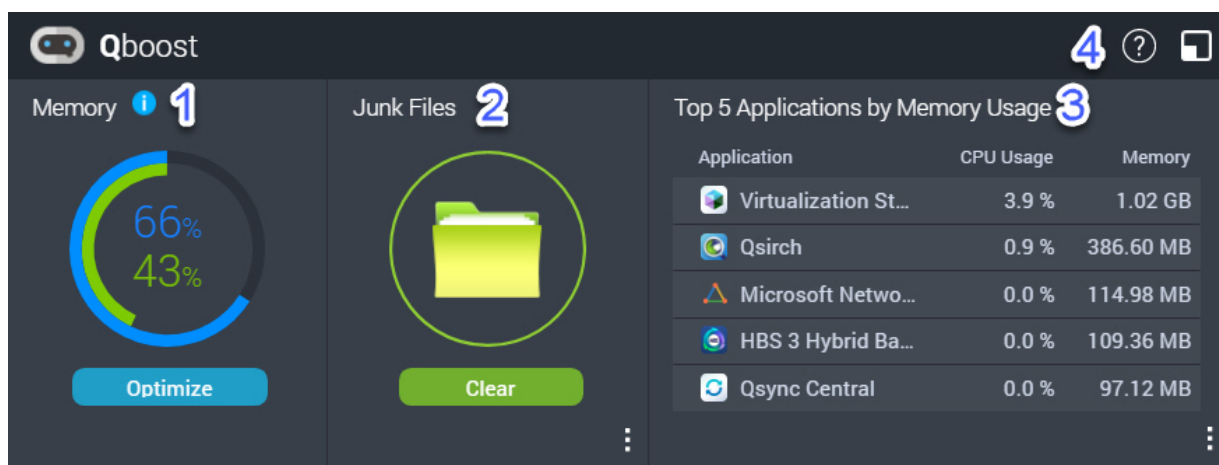 Qboost 4 ?
Memory i 1
66%
43%
Optimize
Junk Files 2
Clear
Top 5 Applications by Memory Usage 3
Application CPU Usage Memory
Virtualization St... 3.9 % 1.02 GB
Qsirch 0.9 % 386.60 MB
Microsoft Netwo... 0.0 % 114.98 MB
HBS 3 Hybrid Ba... 0.0 % 109.36 MB
Qsync Central 0.0 % 97.12 MB